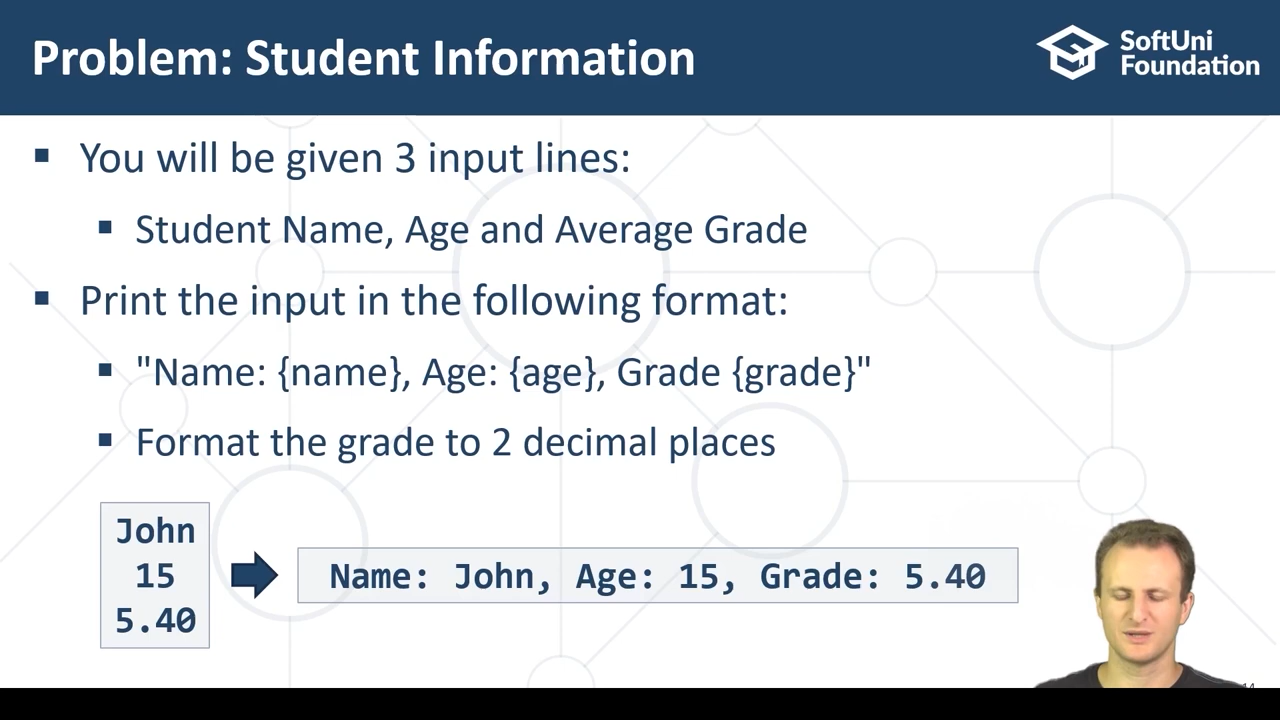 Problem: Student Information
SoftUni
Foundation
▪ You will be given 3 input lines:
▪ Student Name, Age and Average Grade
▪ Print the input in the following format:
▪ "Name: {name}, Age: {age}, Grade {grade}"
▪ Format the grade to 2 decimal places
John
15
5.40
Name: John, Age: 15, Grade: 5.40